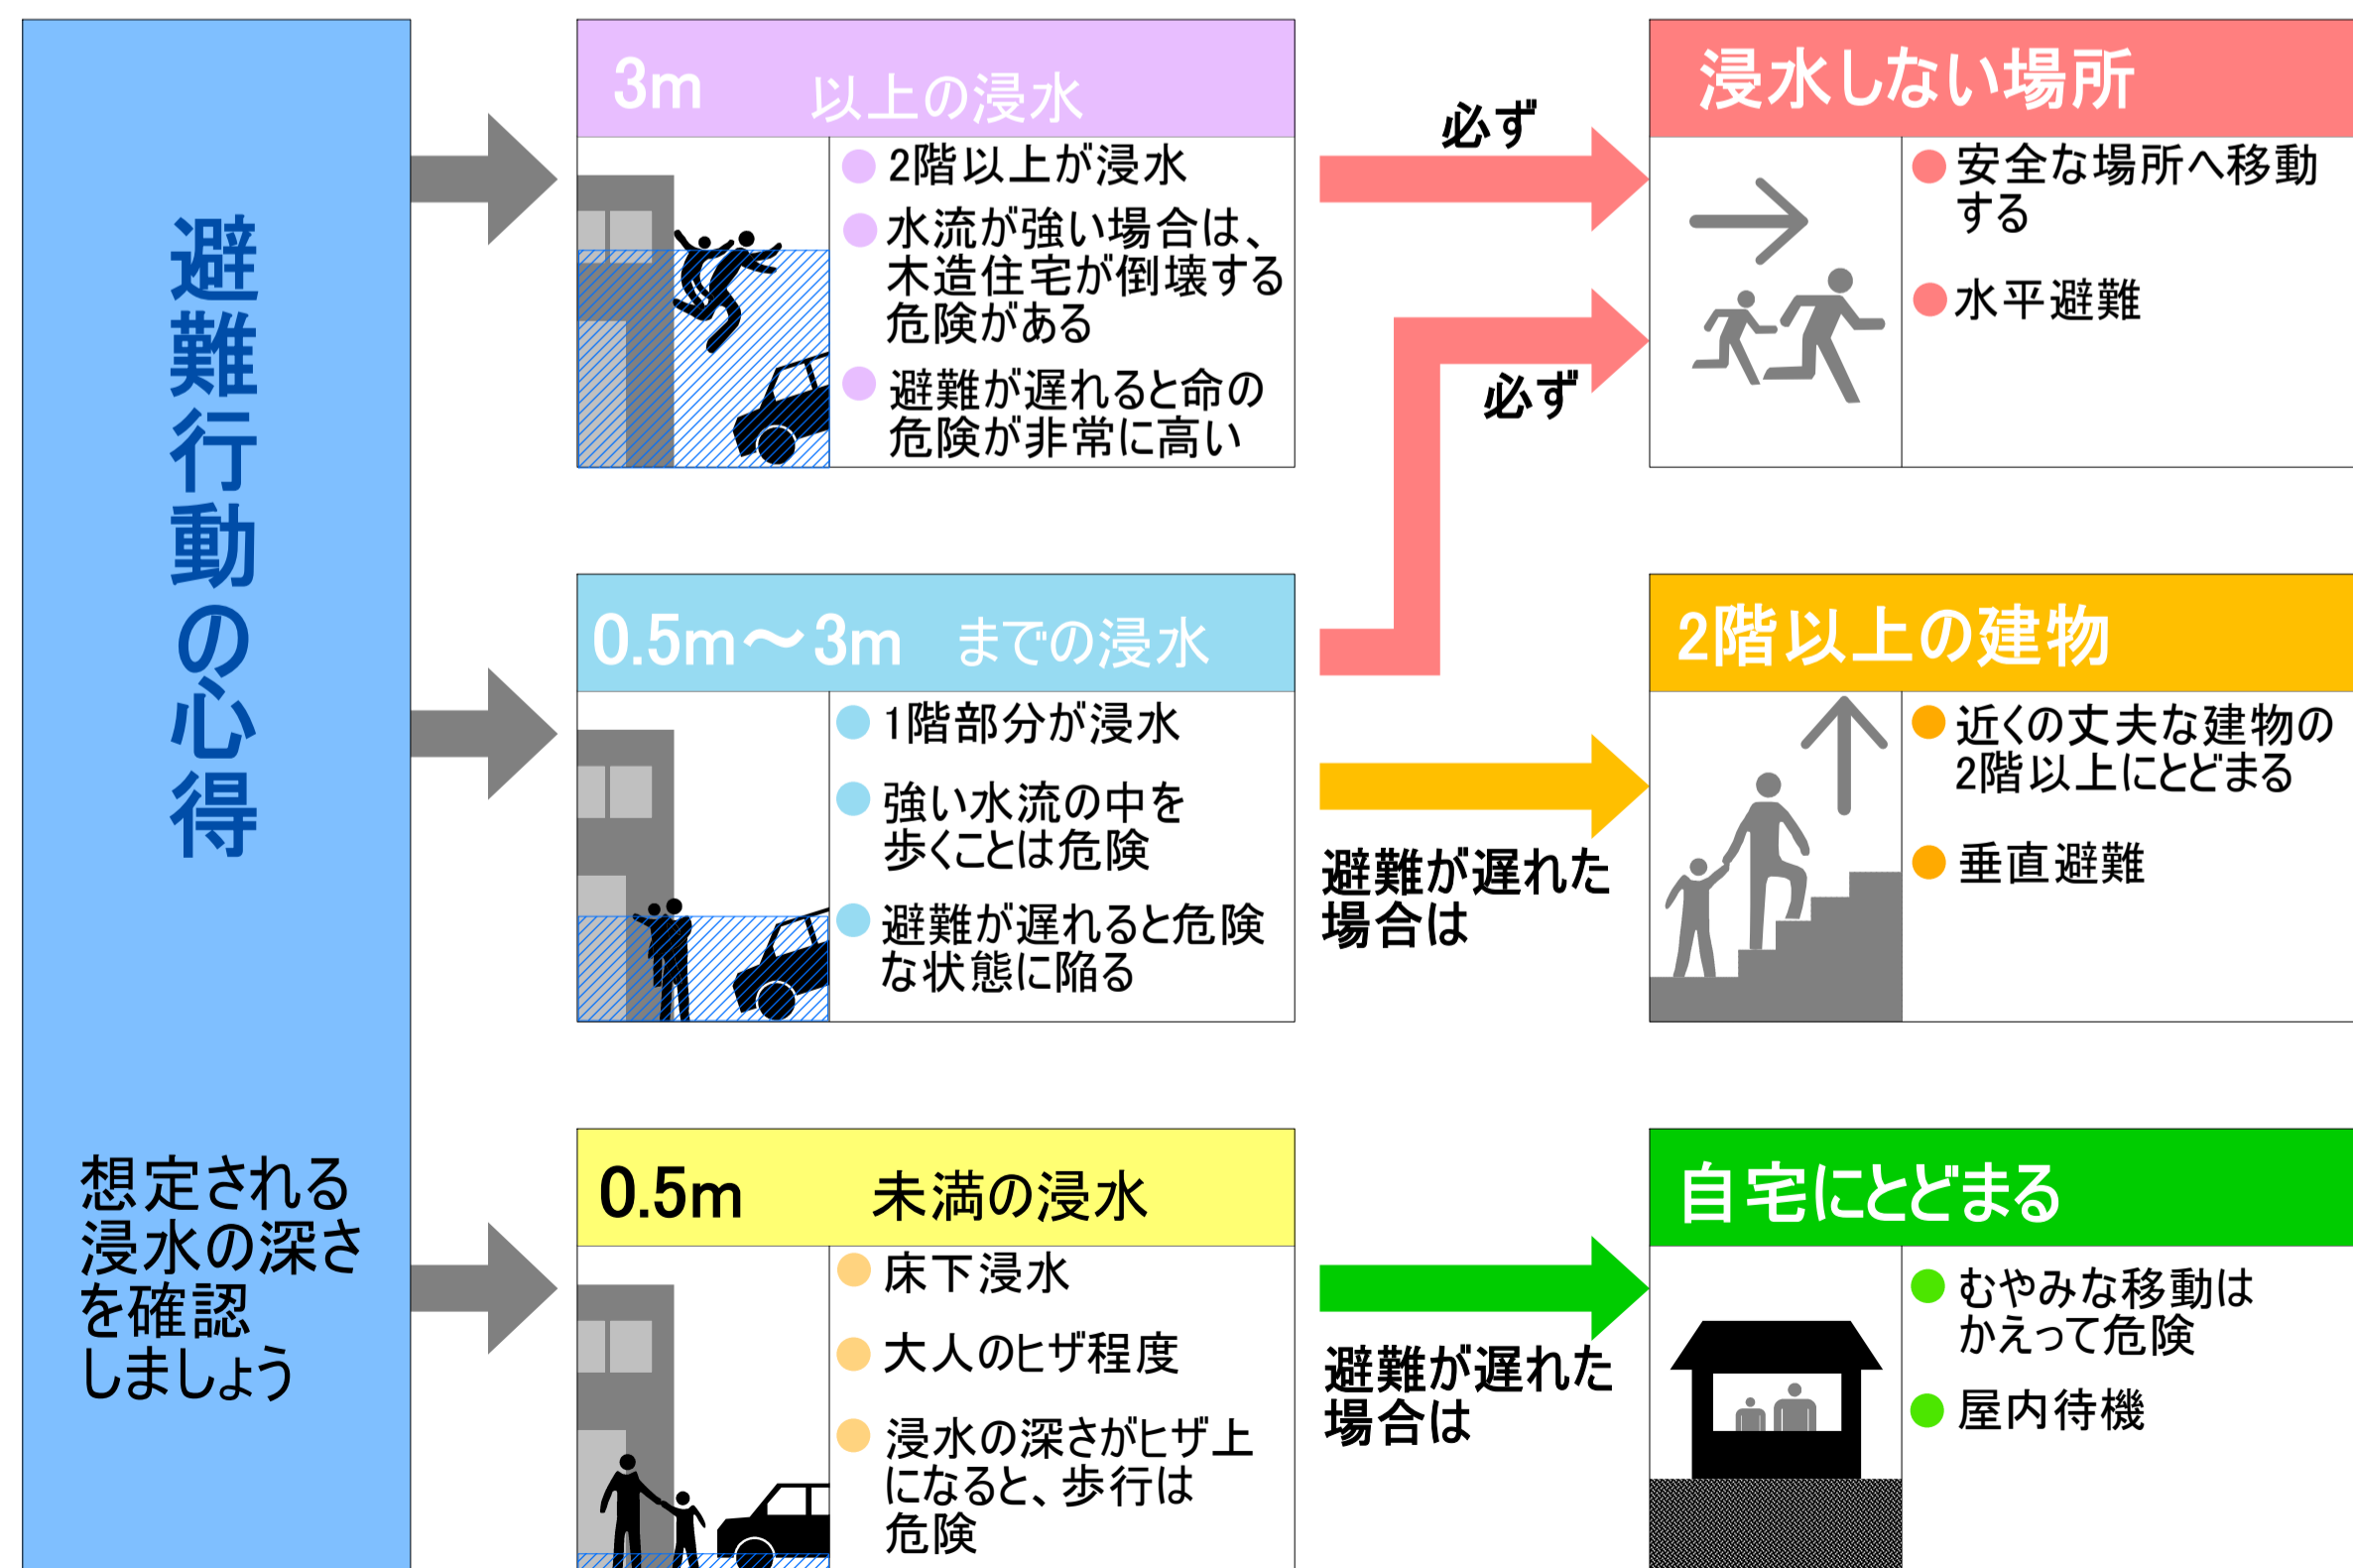 避難行動の心得
想定される
浸水の深さ
を確認
しましょう
3m 以上の浸水
2階以上が浸水
水流が強い場合は、
木造住宅が倒壊する
危険がある
避難が遅れると命の
危険が非常に高い
必ず
必ず
浸水しない場所
安全な場所へ移動
する
水平避難
0.5m～3m までの浸水
1階部分が浸水
強い水流の中を
歩くことは危険
避難が遅れると危険
な状態に陥る
避難が遅れた
場合は
2階以上の建物
近くの丈夫な建物の
2階以上にとどまる
垂直避難
0.5m 未満の浸水
床下浸水
大人のヒザ程度
浸水の深さがヒザ上
になると、歩行は
危険
避難が遅れた
場合は
自宅にとどまる
むやみな移動は
かえって危険
屋内待機